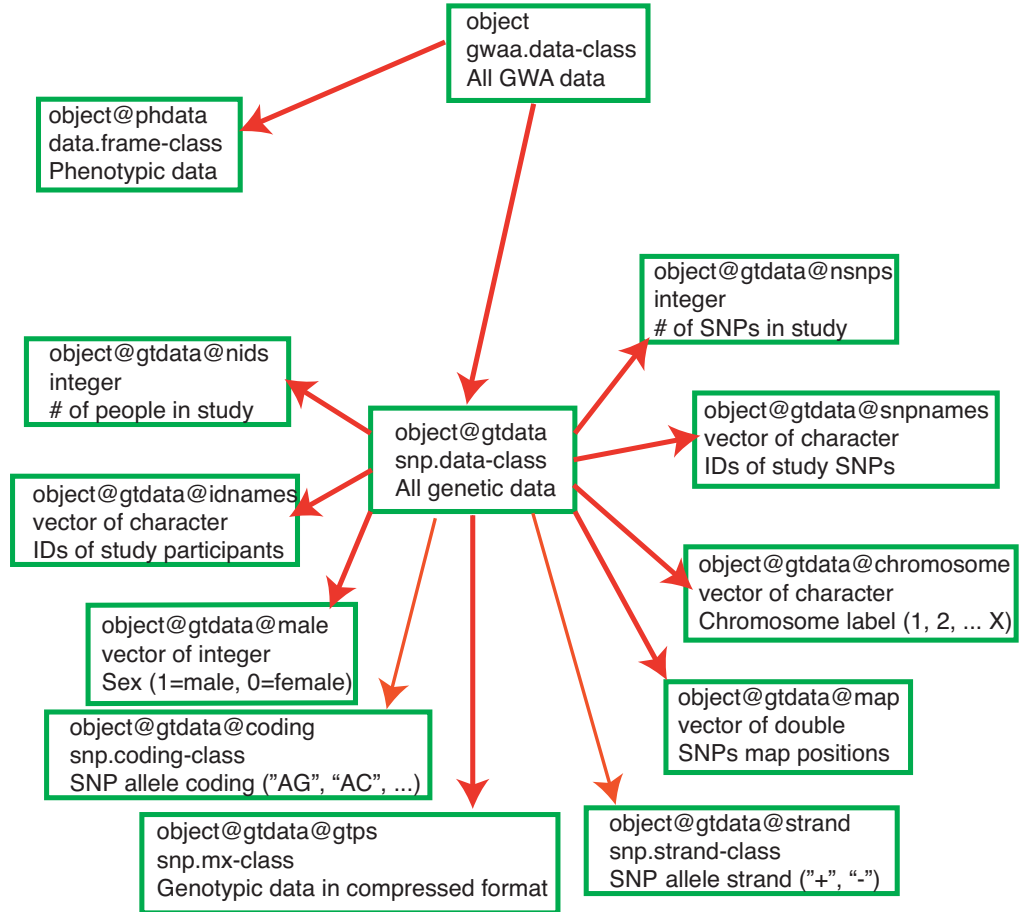 object
gwaa.data-class
All GWA data
object@phdata
data.frame-class
Phenotypic data
object@gtdata@nsnps
integer
# of SNPs in study
object@gtdata@nids
integer
# of people in study
object@gtdata
snp.data-class
All genetic data
object@gtdata@snpnames
vector of character
IDs of study SNPs
object@gtdata@idnames
vector of character
IDs of study participants
object@gtdata@chromosome
vector of character
Chromosome label (1, 2, ... X)
object@gtdata@male
vector of integer
Sex (1=male, 0=female)
object@gtdata@map
vector of double
SNPs map positions
object@gtdata@coding
snp.coding-class
SNP allele coding (”AG”, “AC”, ...)
object@gtdata@gtps
snp.mx-class
Genotypic data in compressed format
object@gtdata@strand
snp.strand-class
SNP allele strand (”+”, “-”)